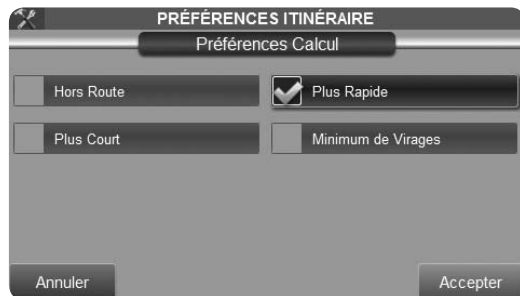 PRÉFÉRENCES ITINÉRAIRE
Préférences Calcul
Hors Route
Plus Rapide
Plus Court
Minimum de Virages
Annuler
Accepter